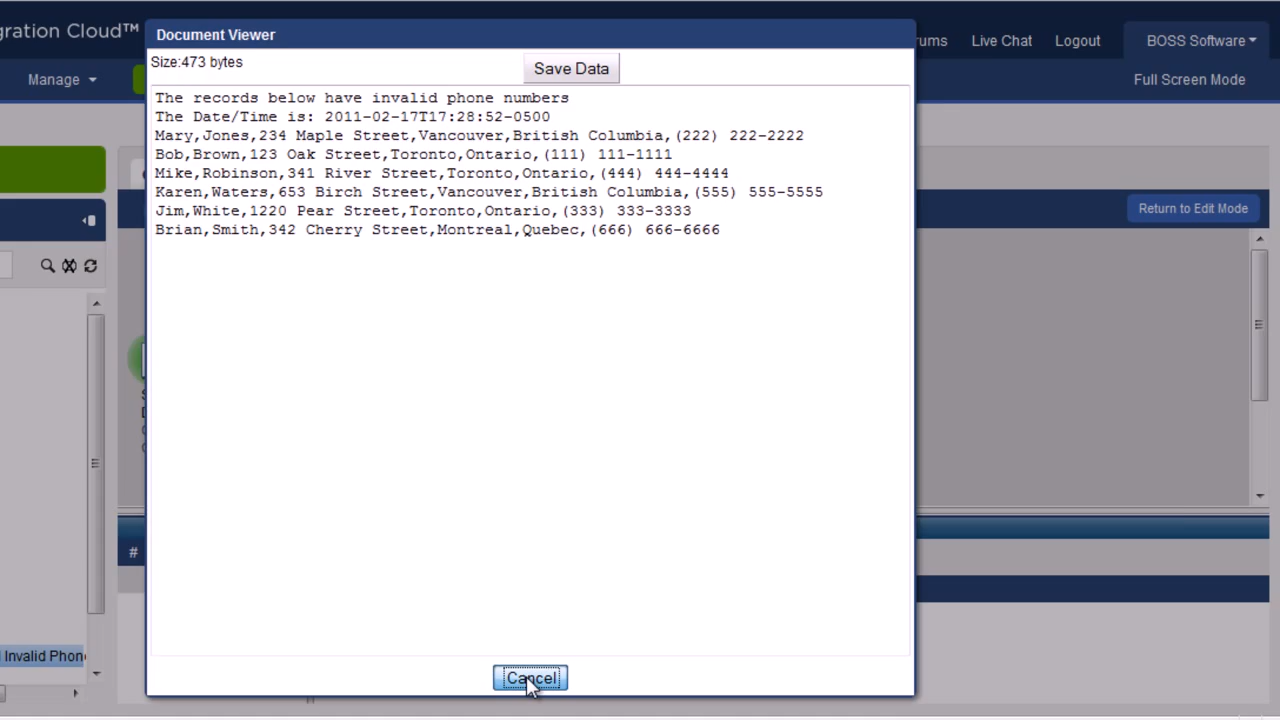 gration Cloud™
Document Viewer
ums
Live Chat
Logout
BOSS Software
Size:473 bytes
Save Data
Manage
Full Screen Mode
The records below have invalid phone numbers
The Date/Time is: 2011-02-17T17:28:52-0500
Mary,Jones,234 Maple Street,Vancouver,British Columbia,(222) 222-2222
Bob,Brown,123 Oak Street,Toronto,Ontario,(111) 111-1111
Mike,Robinson,341 River Street,Toronto,Ontario,(444) 444-4444
Karen,Waters,653 Birch Street,Vancouver,British Columbia,(555) 555-5555
Jim,White,1220 Pear Street,Toronto,Ontario,(333) 333-3333
Brian,Smith,342 Cherry Street,Montreal,Quebec,(666) 666-6666
Return to Edit Mode
#
Invalid Phon
Cancel